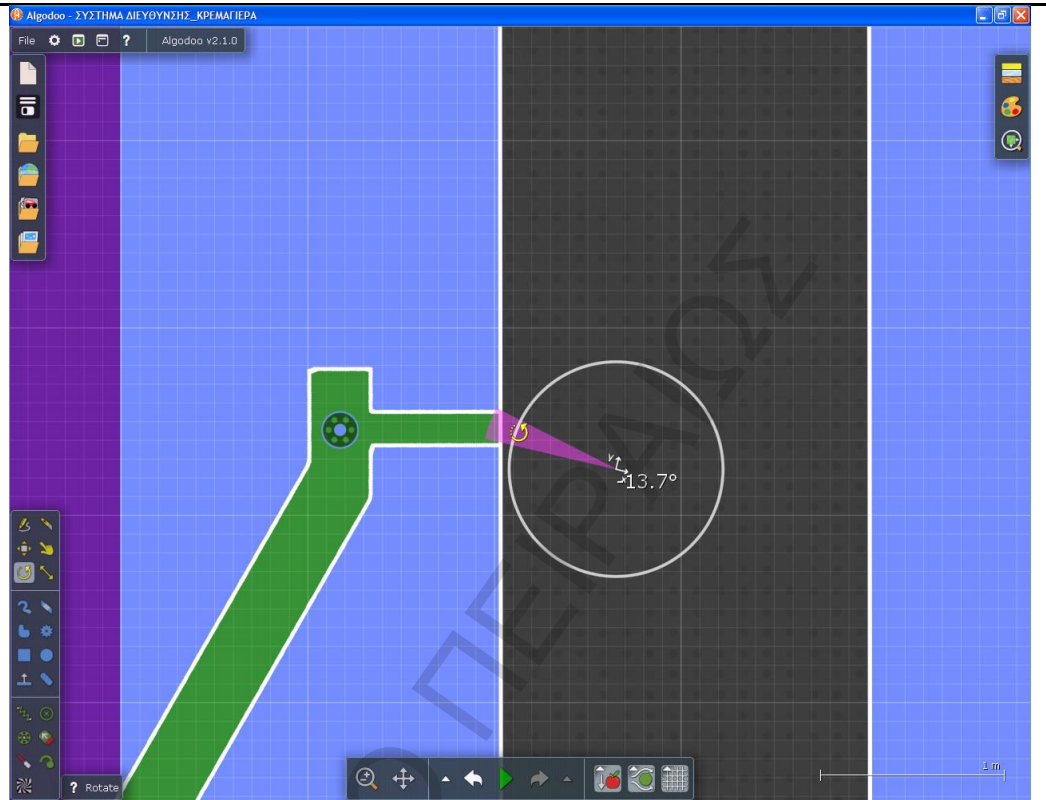 Algodoo - ΣΥΣΤΗΜΑ ΔΙΕΥΘΥΝΣΗΣ_ΚΡΕΜΑΓΙΕΡΑ
File ? Algodoo v2.1.0
y
x
-13.7°
ΠΕΙΡΑΙΩΣ
1 m
? Rotate